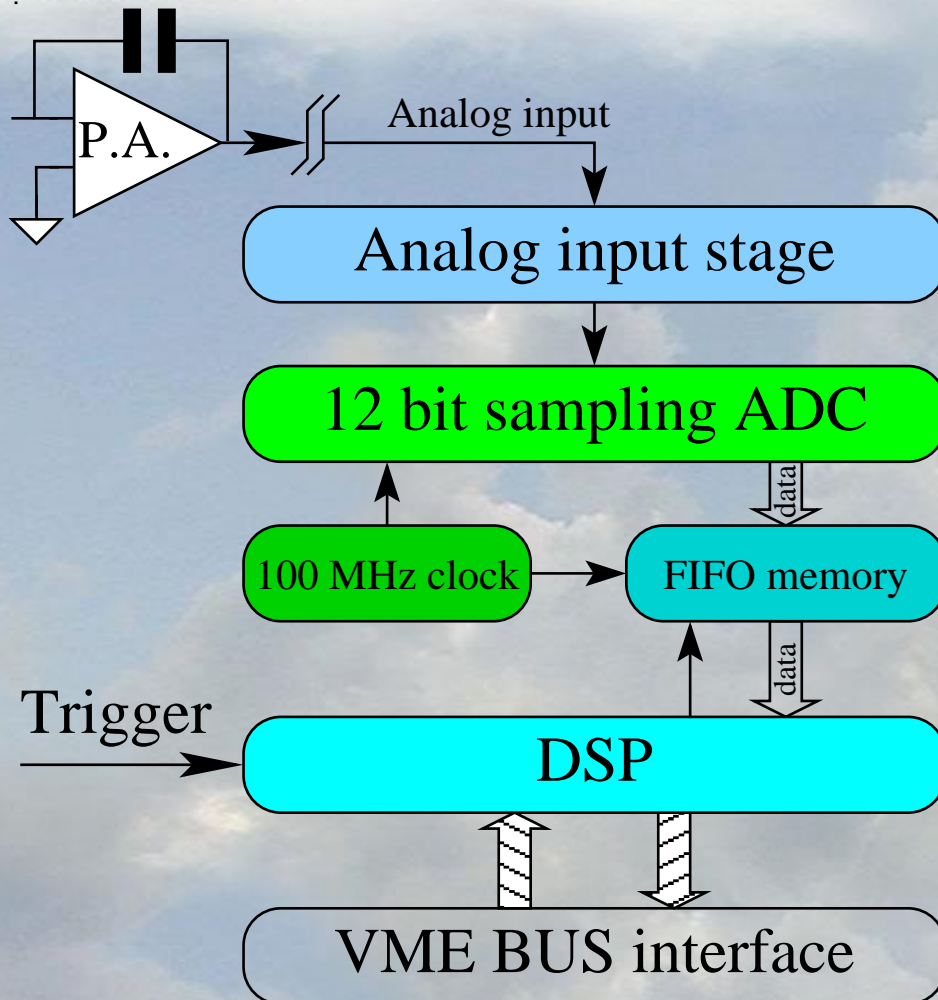 P.A.
Analog input
Analog input stage
12 bit sampling ADC
data
100 MHz clock
FIFO memory
data
Trigger
DSP
VME BUS interface